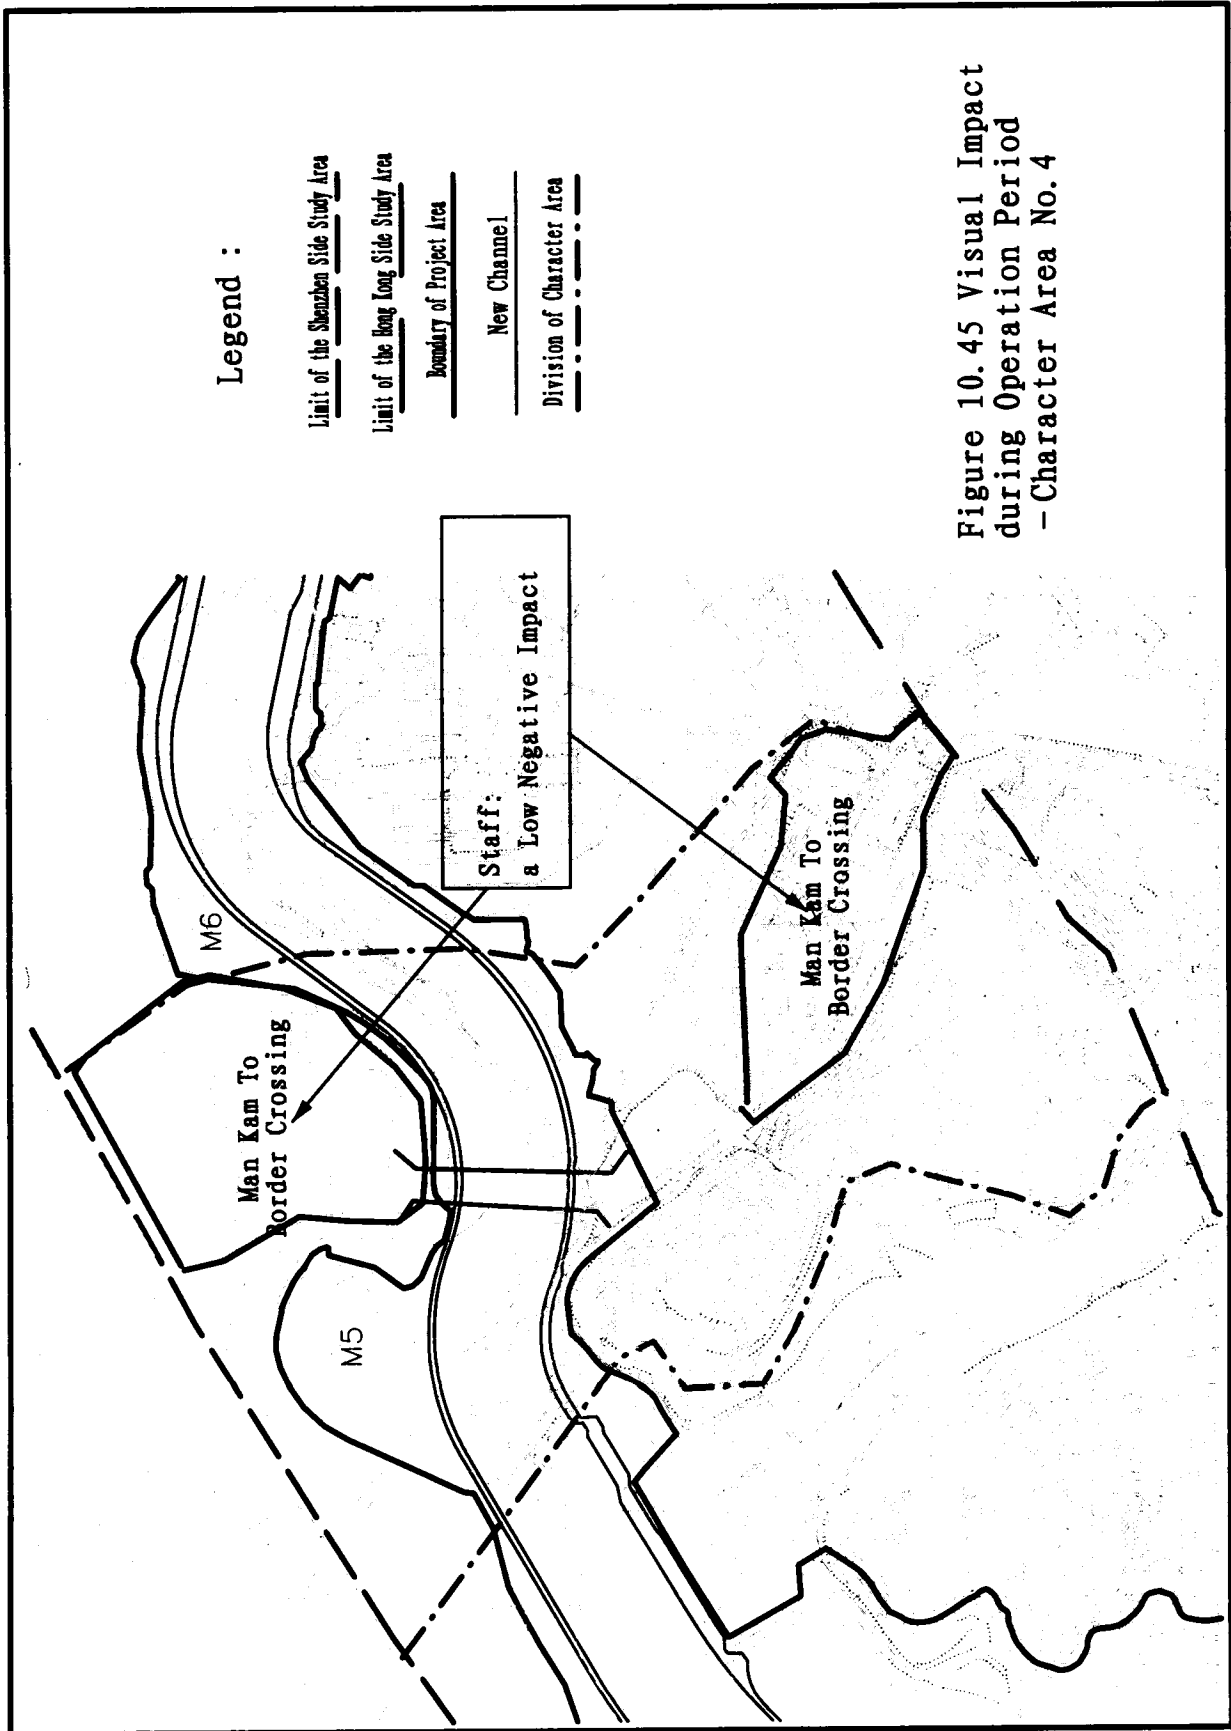 Legend :
Limit of the Shenzhen Side Study Area
Limit of the Hong Kong Side Study Area
Boundary of Project Area
New Channel
Division of Character Area
M6
M5
Man Kam To
Border Crossing
Staff:
a Low Negative Impact
Man Kam To
Border Crossing
Figure 10.45 Visual Impact
during Operation Period
-Character Area No.4